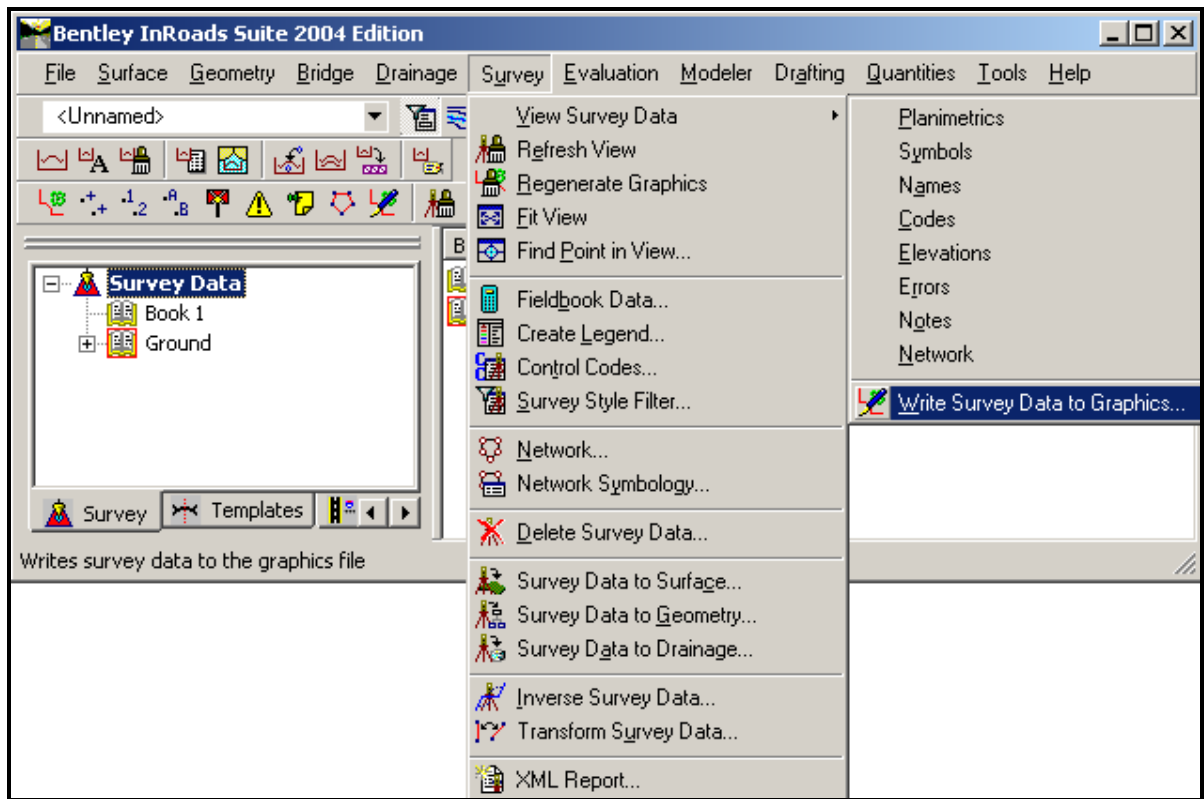 Bentley InRoads Suite 2004 Edition
File Surface Geometry Bridge Drainage Survey Evaluation Modeler Drafting Quantities Tools Help
<Unnamed>
Survey Data
Book 1
Ground
Survey
Templates
Writes survey data to the graphics file
B
View Survey Data
Refresh View
Regenerate Graphics
Fit View
Find Point in View...
Fieldbook Data...
Create Legend...
Control Codes...
Survey Style Filter...
Network...
Network Symbology...
Delete Survey Data...
Survey Data to Surface...
Survey Data to Geometry...
Survey Data to Drainage...
Inverse Survey Data...
Transform Survey Data...
XML Report...
Planimetrics
Symbols
Names
Codes
Elevations
Errors
Notes
Network
Write Survey Data to Graphics...